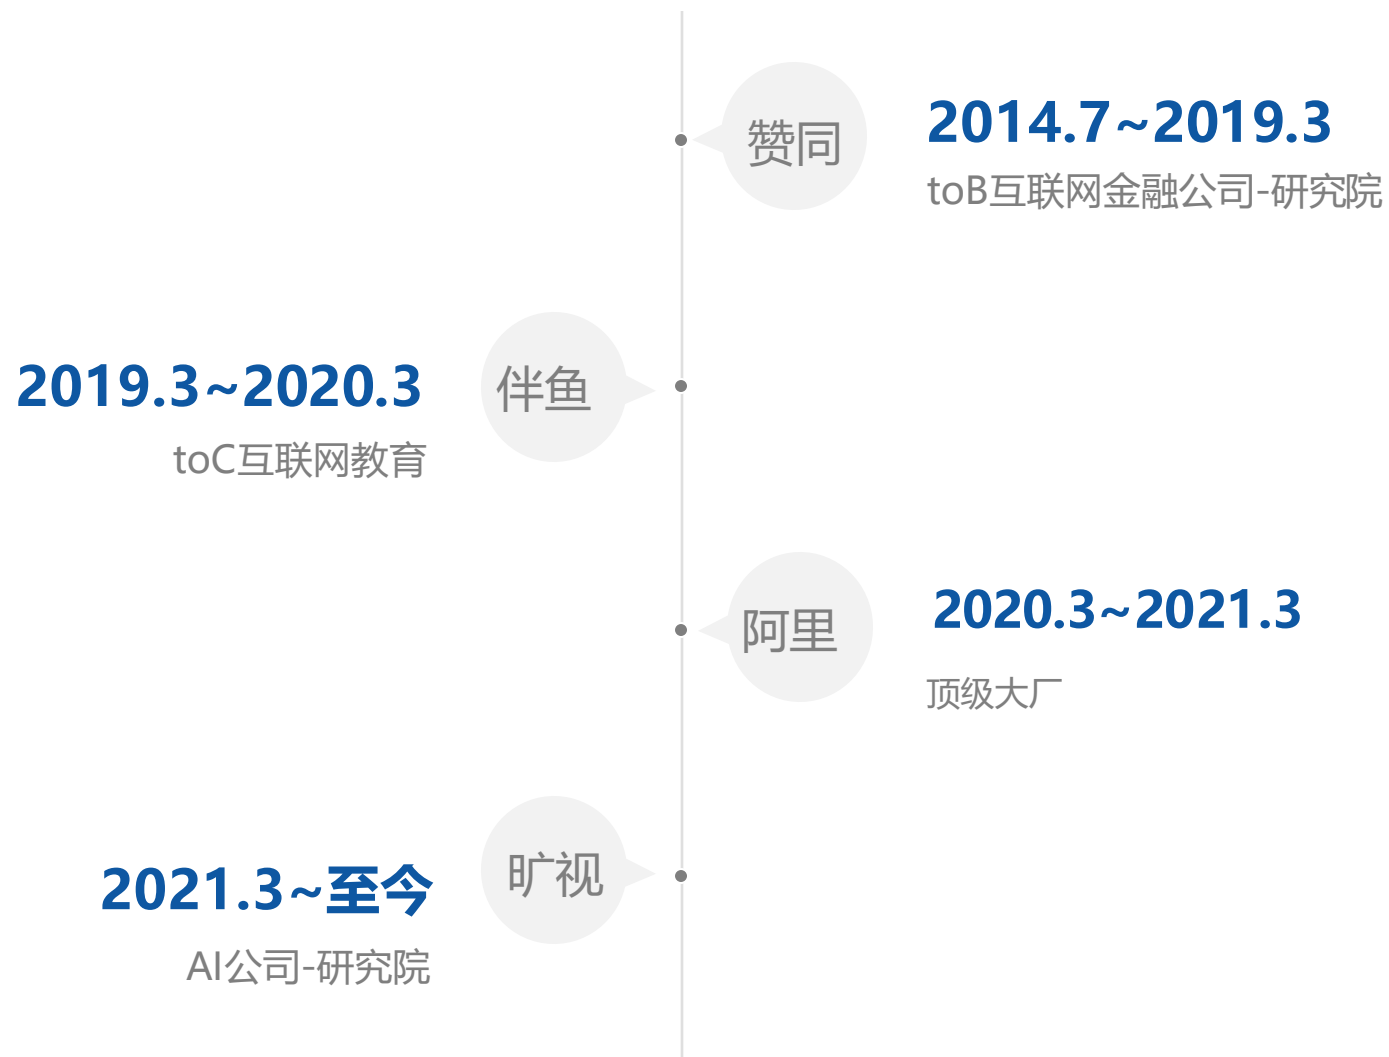 赞同
2014.7~2019.3
toB互联网金融公司-研究院
2019.3~2020.3
toC互联网教育
伴鱼
阿里
2020.3~2021.3
顶级大厂
2021.3~至今
AI公司-研究院
旷视